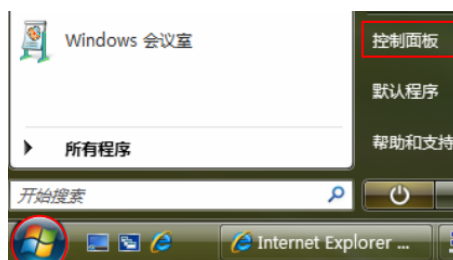 Windows 会议室
控制面板
默认程序
所有程序
帮助和支持
开始搜索
Internet Explorer ...